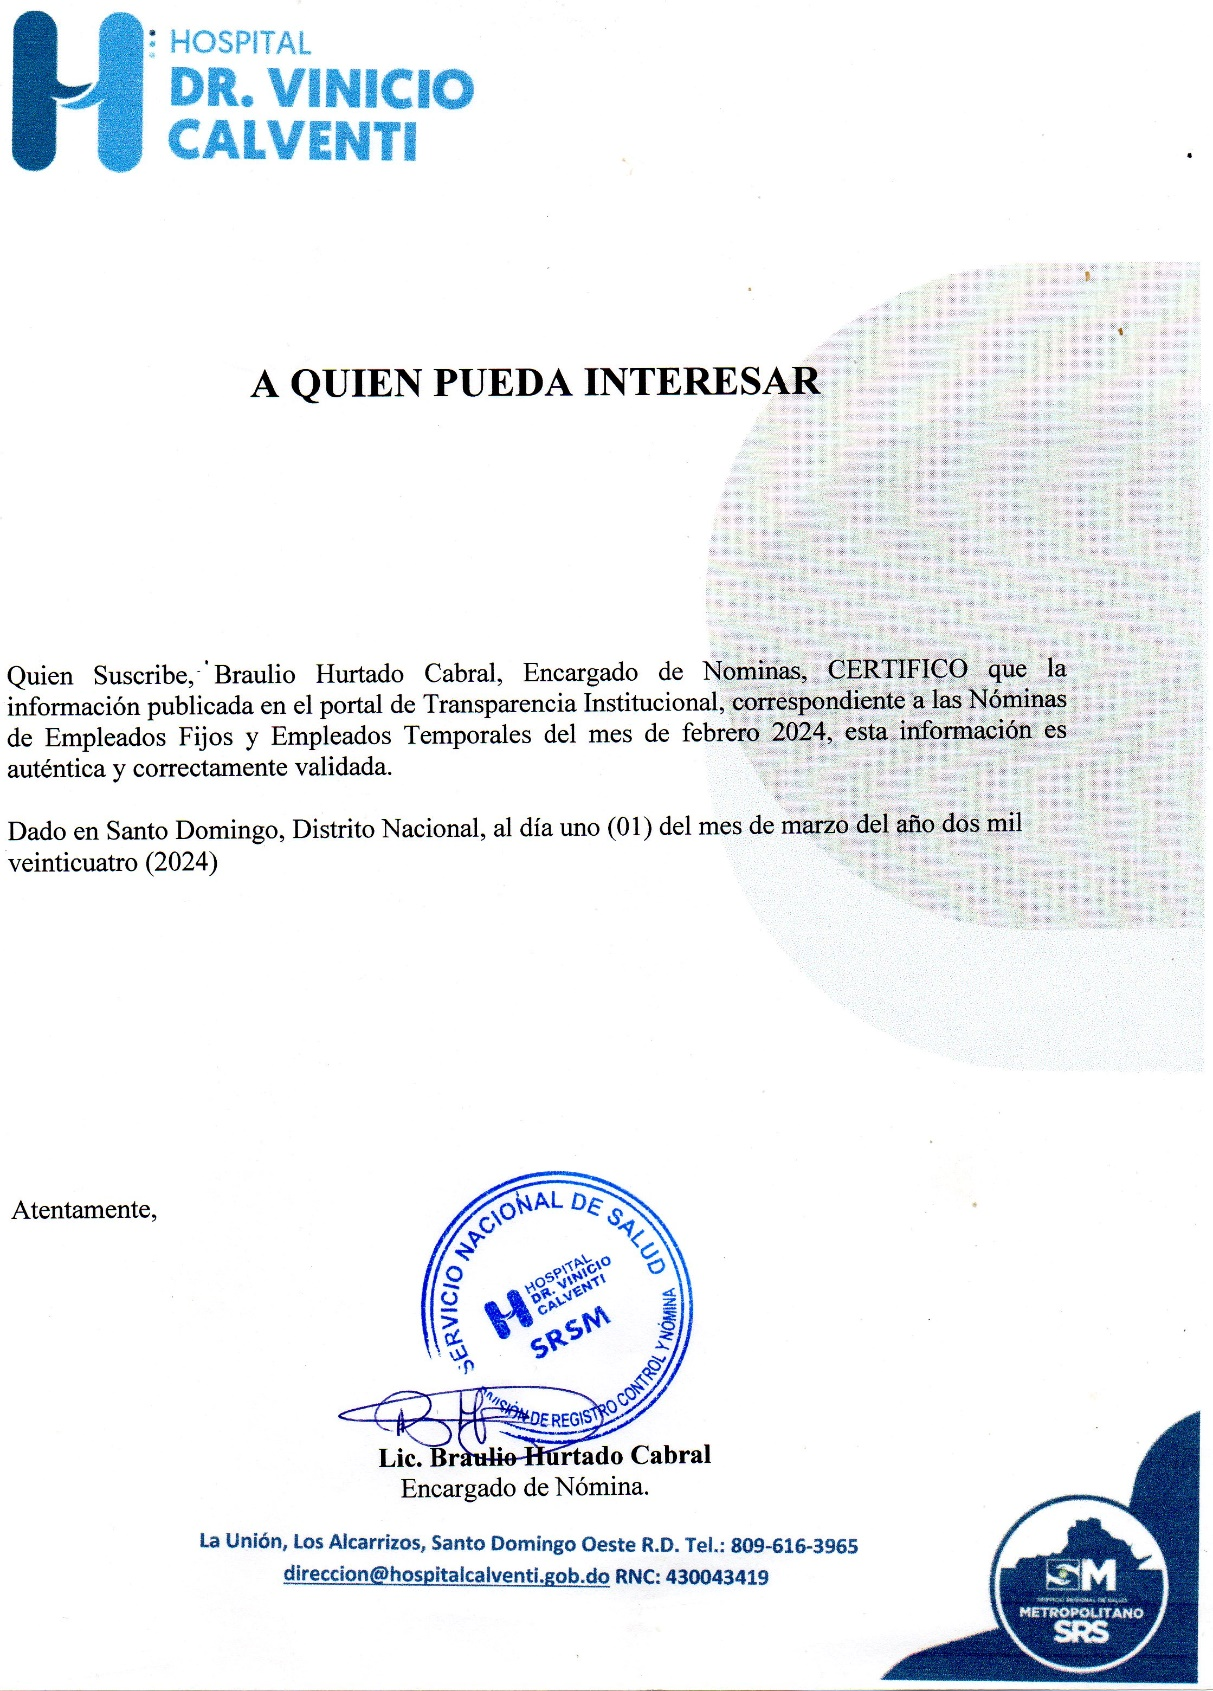 HOSPITAL
DR. VINICIO
CALVENTI
A QUIEN PUEDA INTERESAR
Quien Suscribe, Braulio Hurtado Cabral, Encargado de Nominas, CERTIFICO que la
información publicada en el portal de Transparencia Institucional, correspondiente a las Nóminas
de Empleados Fijos y Empleados Temporales del mes de febrero 2024, esta información es
auténtica y correctamente validada.
Dado en Santo Domingo, Distrito Nacional, al día uno (01) del mes de marzo del año dos mil
veinticuatro (2024)
Atentamente,
SERVICIO NACIONAL DE SALUD
HOSPITAL
DR. VINICIO
CALVENTI
SRSM
DE REGISTRO CONTROL Y NÓMINA
Lic. Braulio Hurtado Cabral
Encargado de Nómina.
La Unión, Los Alcarrizos, Santo Domingo Oeste R.D. Tel.: 809-616-3965
direccion@hospitalcalventi.gob.do RNC: 430043419
SM
SERVICIO REGIONAL DE SALUD
METROPOLITANO
SRS